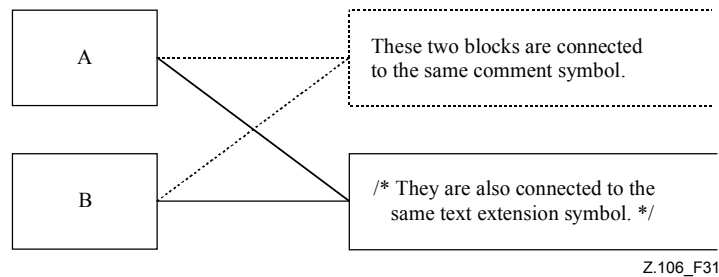 A
These two blocks are connected
to the same comment symbol.
B
/* They are also connected to the
same text extension symbol. */
Z.106_F31